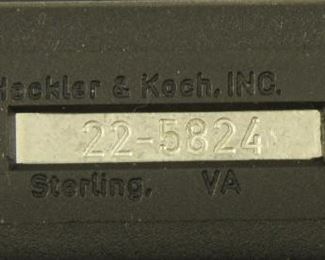 Heckler & Koch, INC.
22-5824
Sterling, VA